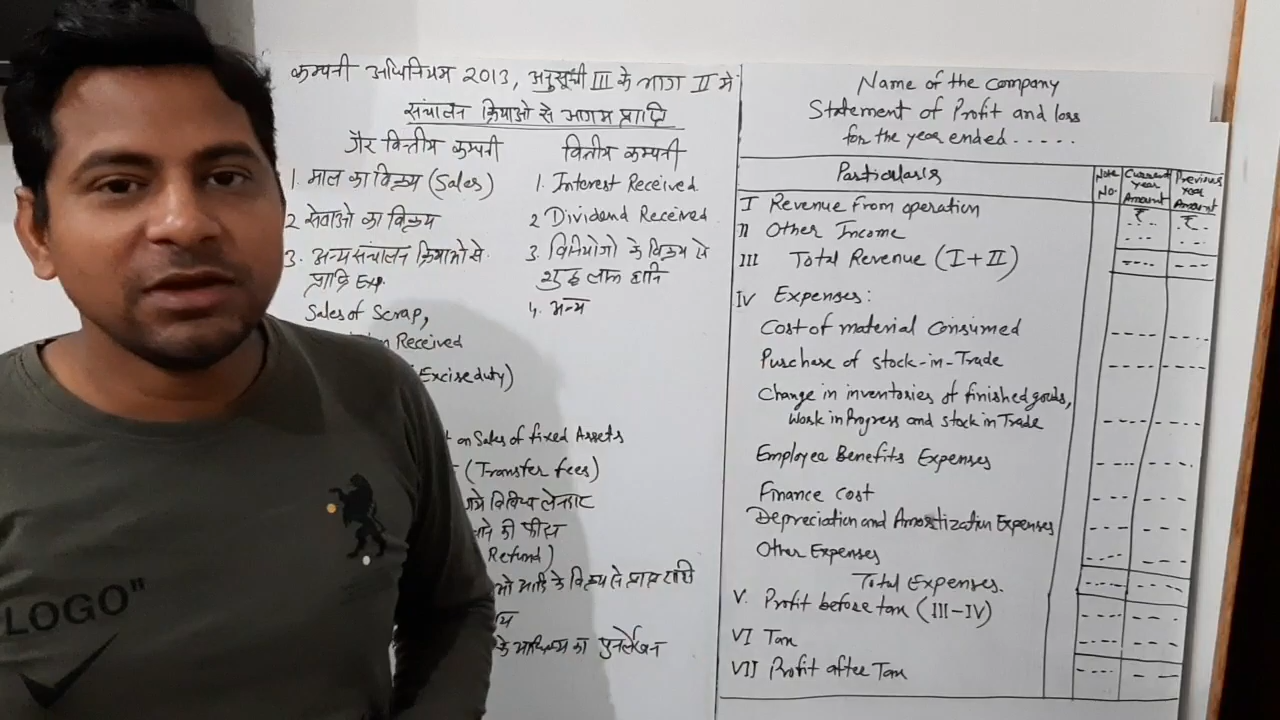 कम्पनी अधिनियम 2013, अनुसूची III के भाग II में
संचालन क्रियाओ से आगम प्राप्ति
गैर वित्तीय कम्पनी
वित्तीय कम्पनी
1. माल का विक्रय (Sales)
2 सेवाओ का विक्रय
3. अन्य संचालन क्रियाओ से
प्राप्ति Exp.
Sales of Scrap,
Received
(Excise duty)
on Sales of fixed Assets
(Transfer fees)
विविध लेनदार
की फीस
Refund)
के विक्रय से प्राप्त राशि
का पुनर्लेखन
1. Interest Received
2 Dividend Received
3. विनियोगो के विक्रय से
शुद्ध लाभ हानि
4. अन्य
Name of the company
Statement of Profit and loss
for the year ended.....
Particulars
Note No.
Current year Amount
Previous year Amount
₹
₹
I Revenue From operation
II Other Income
III Total Revenue (I+II)
IV Expenses:
Cost of material Consumed
Purchase of stock-in-Trade
Change in inventories of finished goods,
Work in Progress and stock in Trade
Employee Benefits Expenses
Finance Cost
Depreciation and Amortization Expenses
Other Expenses
Total Expenses.
V. Profit before tax (III-IV)
VI Tax
VII Profit after Tax
LOGO"